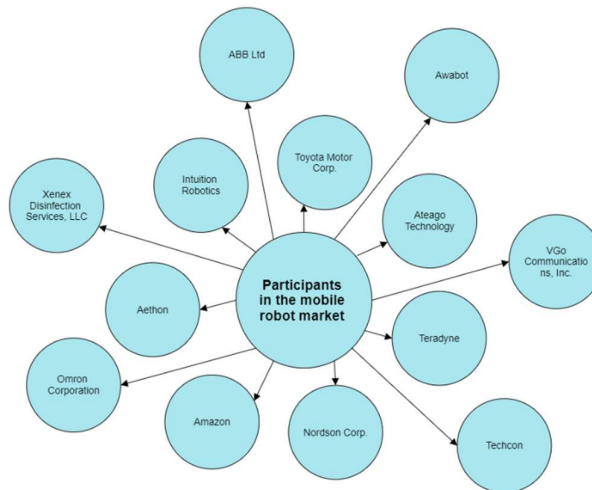 ABB Ltd
Awabot
Toyota Motor
Corp.
Intuition
Robotics
Xenex
Disinfection
Services, LLC
Ateago
Technology
VGo
Communicatio
ns, Inc.
Participants
in the mobile
robot market
Aethon
Teradyne
Omron
Corporation
Amazon
Nordson Corp.
Techcon